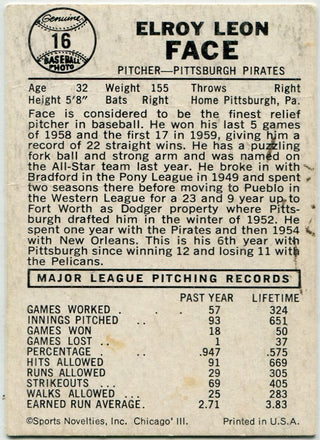 Genuine
16
BASEBALL
PHOTO
ELROY LEON
FACE
PITCHER—PITTSBURGH PIRATES
Age 32 Weight 155 Throws Right
Height 5'8" Bats Right Home Pittsburgh, Pa.
Face is considered to be the finest relief
pitcher in baseball. He won his last 5 games
of 1958 and the first 17 in 1959, giving him a
record of 22 straight wins. He has a puzzling
fork ball and strong arm and was named on
the All-Star team last year. He broke in with
Bradford in the Pony League in 1949 and spent
two seasons there before moving to Pueblo in
the Western League for a 23 and 9 year up to
Fort Worth as Dodger property where Pitts-
burgh drafted him in the winter of 1952. He
spent one year with the Pirates and then 1954
with New Orleans. This is his 6th year with
Pittsburgh since winning 12 and losing 11 with
the Pelicans.
MAJOR LEAGUE PITCHING RECORDS
PAST YEAR LIFETIME
GAMES WORKED . . 57 324
INNINGS PITCHED . . 93 651
GAMES WON . . 18 50
GAMES LOST . . 1 37
PERCENTAGE . . .947 .575
HITS ALLOWED . . 91 669
RUNS ALLOWED . . 29 305
STRIKEOUTS . . 69 405
WALKS ALLOWED . . 25 283
EARNED RUN AVERAGE. 2.71 3.83
©Sports Novelties, Inc. Chicago' Ill. Printed in U.S.A.